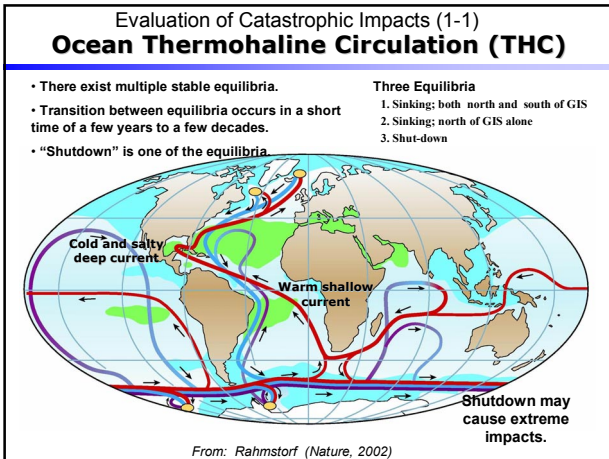 Evaluation of Catastrophic Impacts (1-1)
Ocean Thermohaline Circulation (THC)
• There exist multiple stable equilibria.
• Transition between equilibria occurs in a short
time of a few years to a few decades.
• “Shutdown” is one of the equilibria.
Three Equilibria
1. Sinking; both north and south of GIS
2. Sinking; north of GIS alone
3. Shut-down
Cold and salty
deep current
Warm shallow
current
Shutdown may
cause extreme
impacts.
From: Rahmstorf (Nature, 2002)